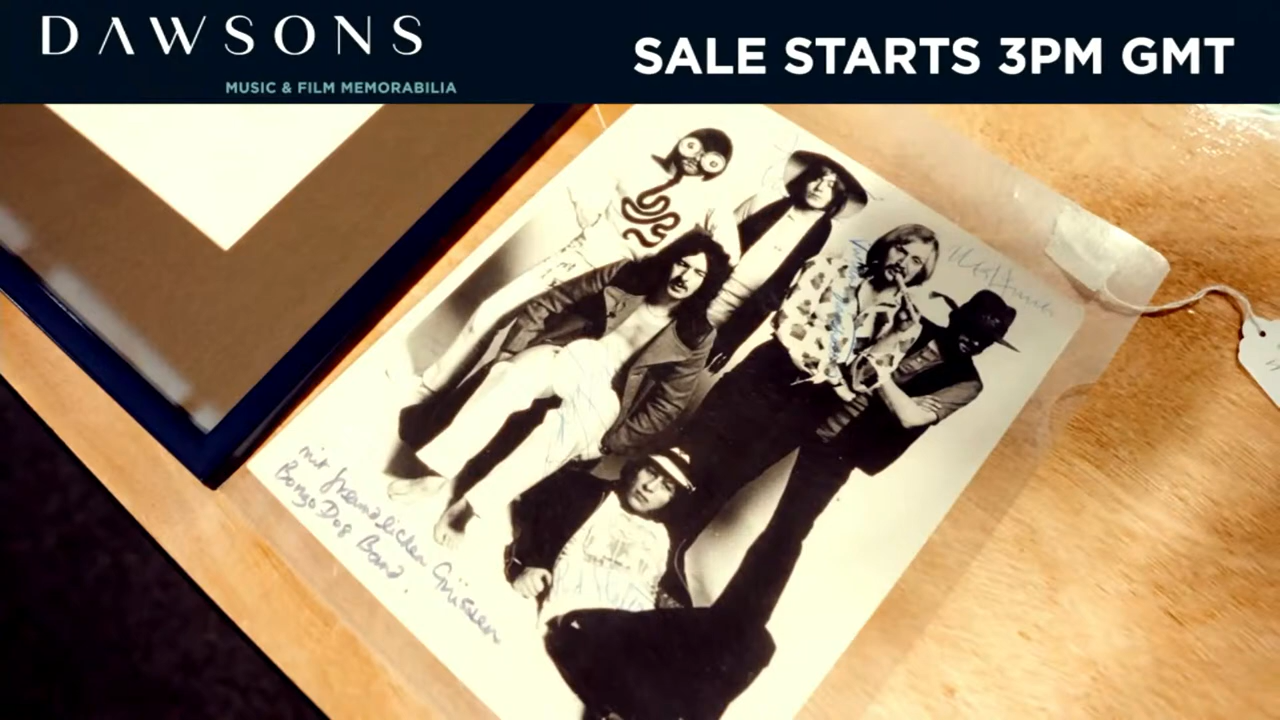 DAWSONS
MUSIC & FILM MEMORABILIA
SALE STARTS 3PM GMT
mit freundlichen Grüssen
Bonzo Dog Band.